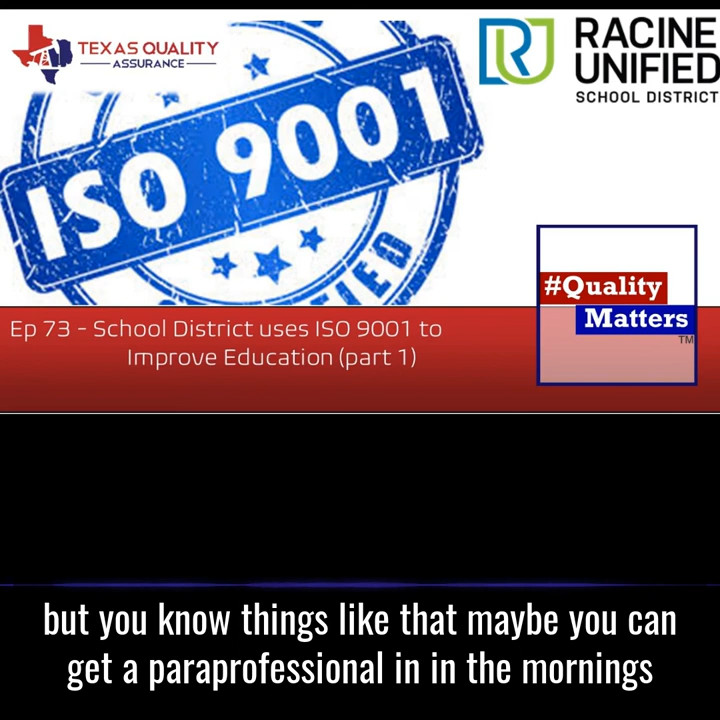 TEXAS QUALITY
ASSURANCE
RACINE
UNIFIED
SCHOOL DISTRICT
ISO 9001
#Quality
Matters
TM
Ep 73 - School District uses ISO 9001 to
Improve Education (part 1)
but you know things like that maybe you can
get a paraprofessional in in the mornings